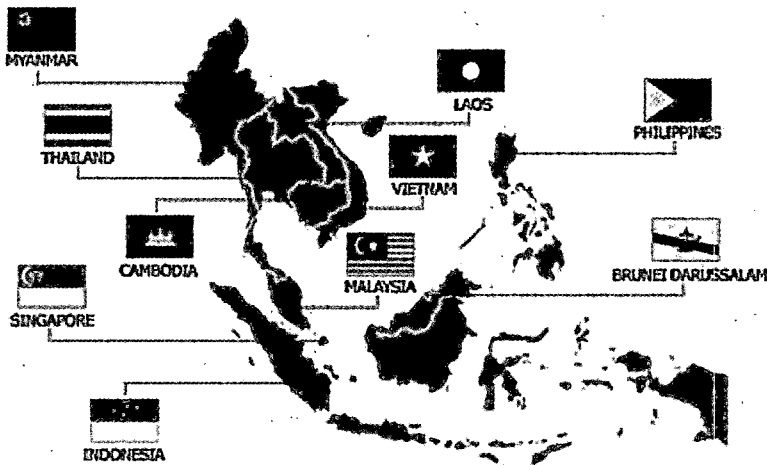 MYANMAR
LAOS
PHILIPPINES
THAILAND
VIETNAM
CAMBODIA
BRUNEI DARUSSALAM
MALAYSIA
SINGAPORE
INDONESIA